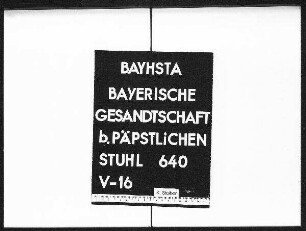 BAYHSTA
BAYERISCHE
GESANDTSCHAFT
b. PÄPSTLiCHEN
STUHL 640
V-16